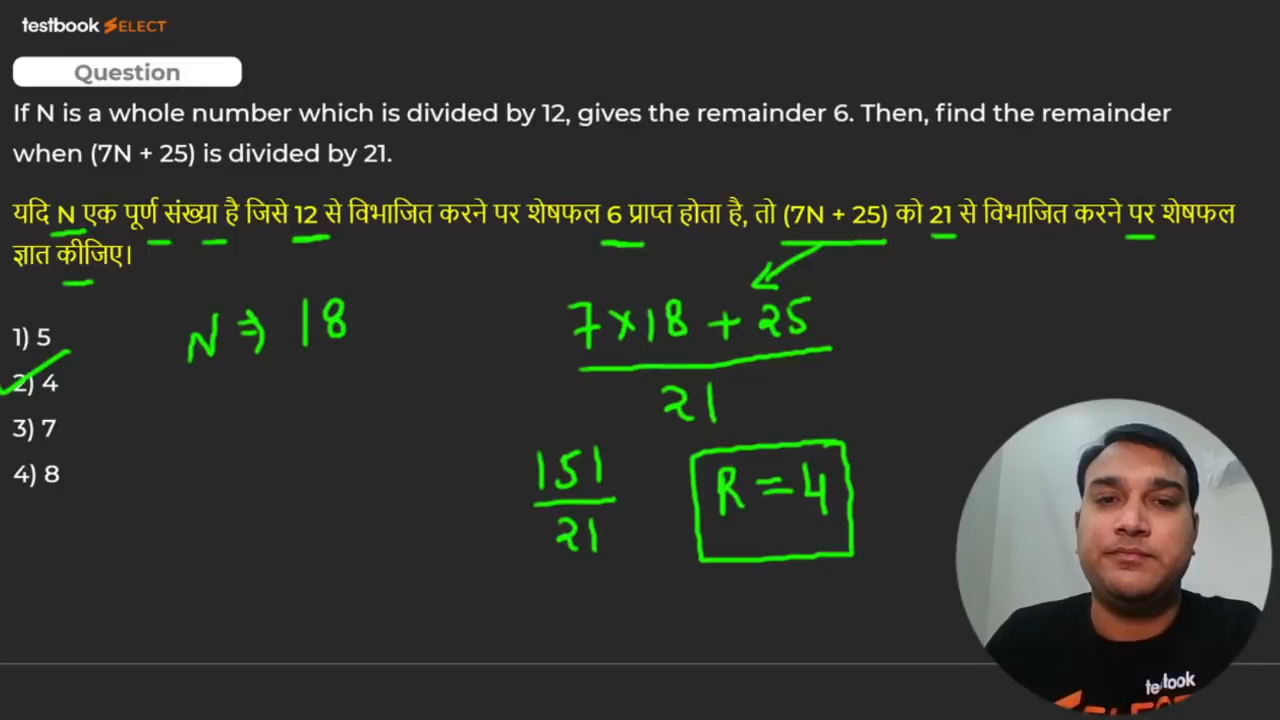 testbook SELECT
Question
If N is a whole number which is divided by 12, gives the remainder 6. Then, find the remainder
when (7N + 25) is divided by 21.
यदि N एक पूर्ण संख्या है जिसे 12 से विभाजित करने पर शेषफल 6 प्राप्त होता है, तो (7N + 25) को 21 से विभाजित करने पर शेषफल
ज्ञात कीजिए।
1) 5
2) 4
3) 7
4) 8
N ⇒ 18
7 × 18 + 25
21
151
21
R = 4